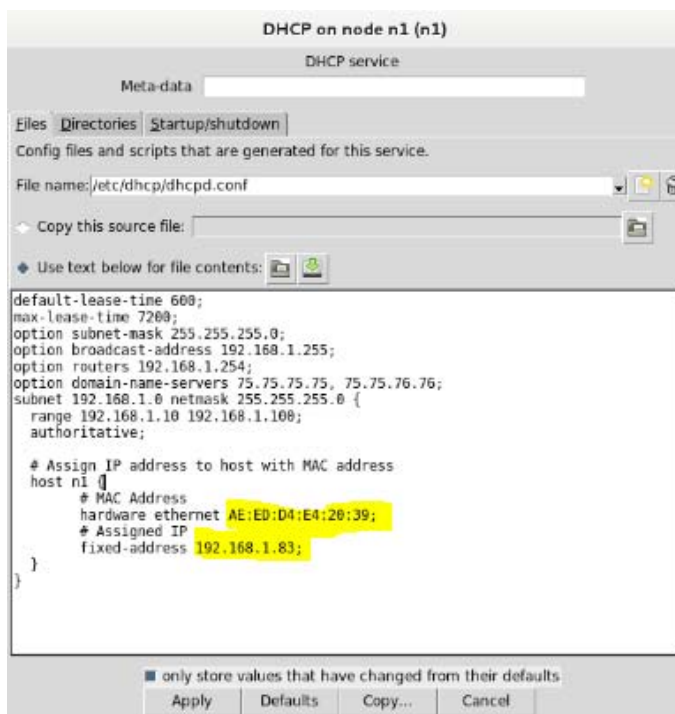 DHCP on node n1 (n1)
DHCP service
Meta-data
Files Directories Startup/shutdown
Config files and scripts that are generated for this service.
File name: /etc/dhcp/dhcpd.conf
Copy this source file:
Use text below for file contents:
default-lease-time 600;
max-lease-time 7200;
option subnet-mask 255.255.255.0;
option broadcast-address 192.168.1.255;
option routers 192.168.1.254;
option domain-name-servers 75.75.75.75, 75.75.76.76;
subnet 192.168.1.0 netmask 255.255.255.0 {
range 192.168.1.10 192.168.1.100;
authoritative;
# Assign IP address to host with MAC address
host n1 {
# MAC Address
hardware ethernet AE:ED:D4:E4:20:39;
# Assigned IP
fixed-address 192.168.1.83;
}
}
only store values that have changed from their defaults
Apply Defaults Copy... Cancel